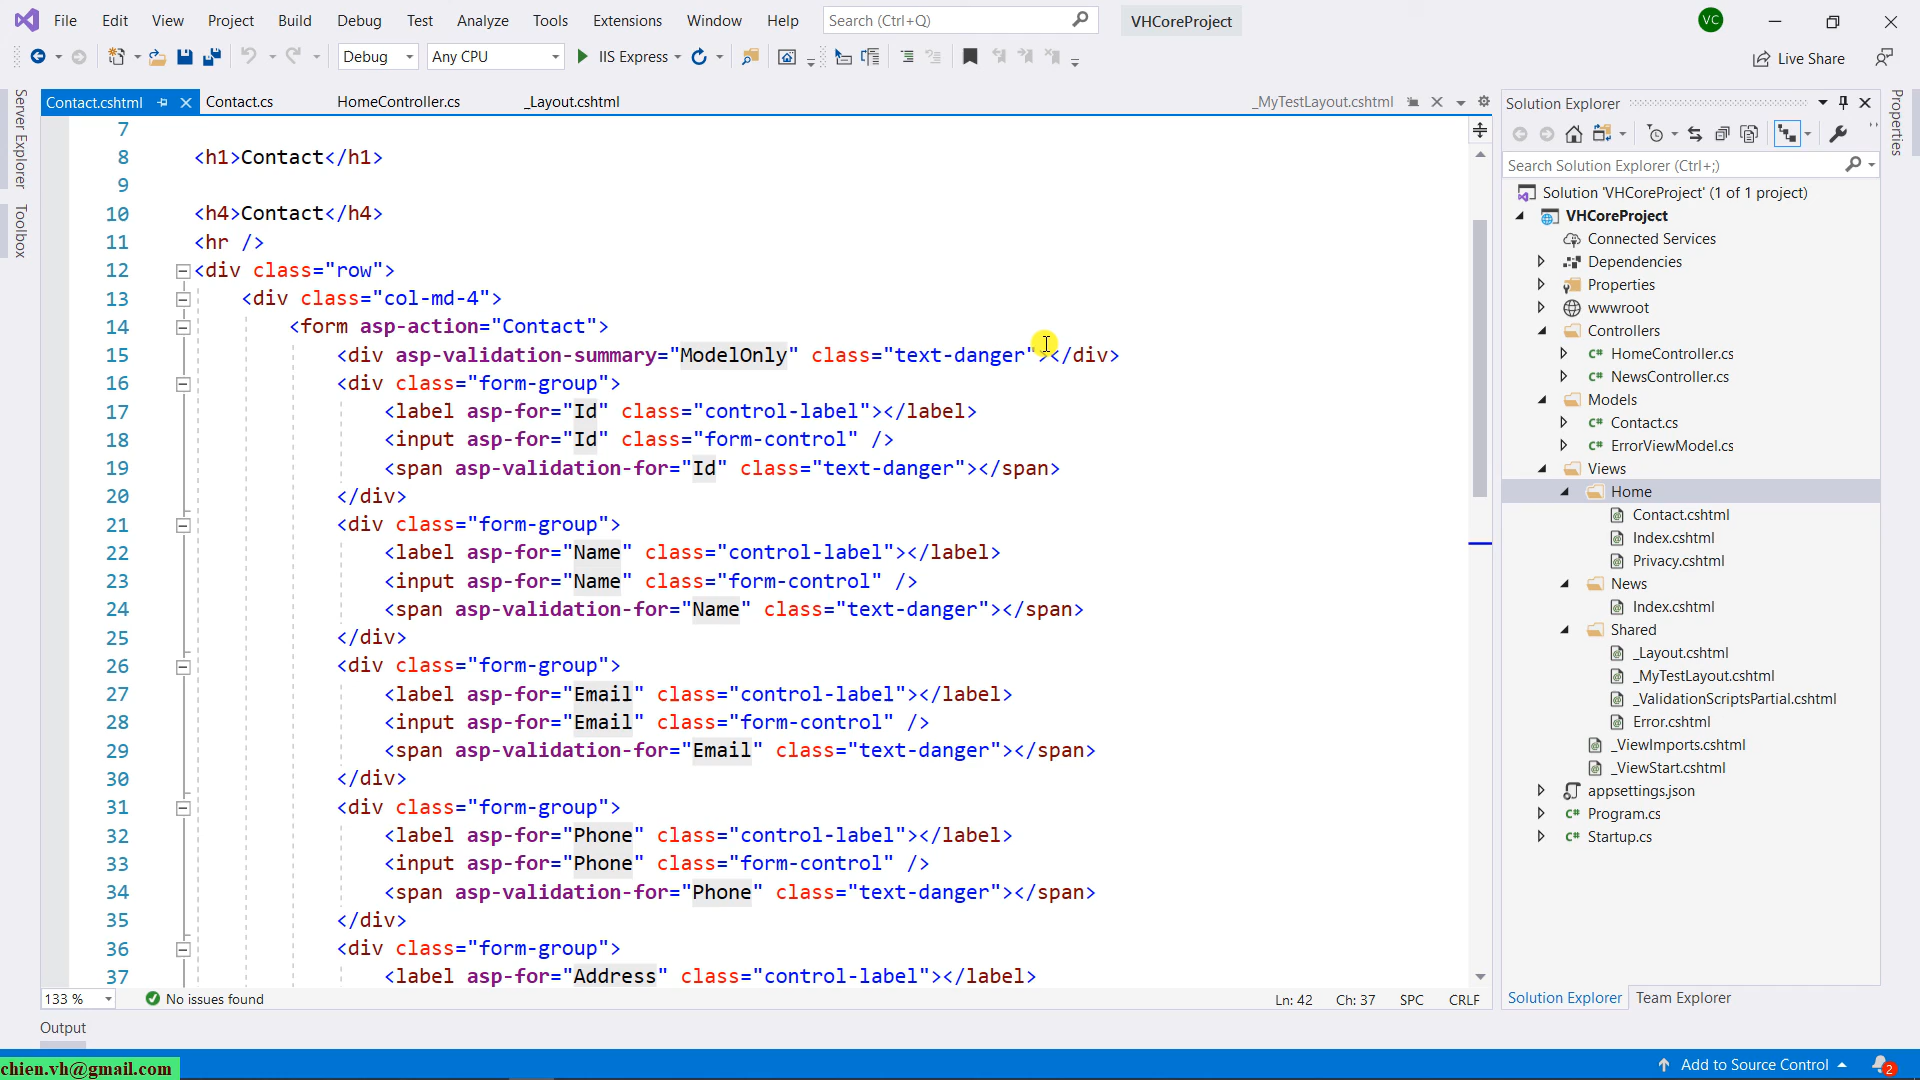 File Edit View Project Build Debug Test Analyze Tools Extensions Window Help Search (Ctrl+Q) VHCoreProject VC
Debug Any CPU IIS Express Live Share
Server Explorer
Toolbox
Contact.cshtml Contact.cs HomeController.cs _Layout.cshtml _MyTestLayout.cshtml
7
8 <h1>Contact</h1>
9
10 <h4>Contact</h4>
11 <hr />
12 <div class="row">
13 <div class="col-md-4">
14 <form asp-action="Contact">
15 <div asp-validation-summary="ModelOnly" class="text-danger"></div>
16 <div class="form-group">
17 <label asp-for="Id" class="control-label"></label>
18 <input asp-for="Id" class="form-control" />
19 <span asp-validation-for="Id" class="text-danger"></span>
20 </div>
21 <div class="form-group">
22 <label asp-for="Name" class="control-label"></label>
23 <input asp-for="Name" class="form-control" />
24 <span asp-validation-for="Name" class="text-danger"></span>
25 </div>
26 <div class="form-group">
27 <label asp-for="Email" class="control-label"></label>
28 <input asp-for="Email" class="form-control" />
29 <span asp-validation-for="Email" class="text-danger"></span>
30 </div>
31 <div class="form-group">
32 <label asp-for="Phone" class="control-label"></label>
33 <input asp-for="Phone" class="form-control" />
34 <span asp-validation-for="Phone" class="text-danger"></span>
35 </div>
36 <div class="form-group">
37 <label asp-for="Address" class="control-label"></label>
133 % No issues found Ln: 42 Ch: 37 SPC CRLF
Output
Solution Explorer
Search Solution Explorer (Ctrl+;)
Solution 'VHCoreProject' (1 of 1 project)
VHCoreProject
Connected Services
Dependencies
Properties
wwwroot
Controllers
C# HomeController.cs
C# NewsController.cs
Models
C# Contact.cs
C# ErrorViewModel.cs
Views
Home
Contact.cshtml
Index.cshtml
Privacy.cshtml
News
Index.cshtml
Shared
_Layout.cshtml
_MyTestLayout.cshtml
_ValidationScriptsPartial.cshtml
Error.cshtml
_ViewImports.cshtml
_ViewStart.cshtml
appsettings.json
C# Program.cs
C# Startup.cs
Solution Explorer Team Explorer
Properties
chien.vh@gmail.com
Add to Source Control 2